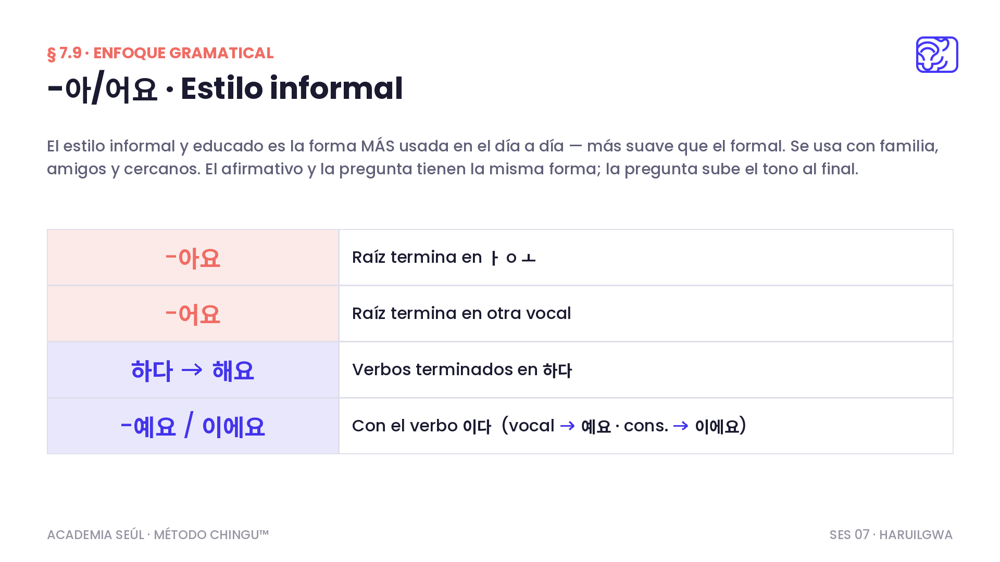 § 7.9 · ENFOQUE GRAMATICAL
-아/어요 · Estilo informal
El estilo informal y educado es la forma MÁS usada en el día a día — más suave que el formal. Se usa con familia,
amigos y cercanos. El afirmativo y la pregunta tienen la misma forma; la pregunta sube el tono al final.
-아요 Raíz termina en ㅏ o ㅗ
-어요 Raíz termina en otra vocal
하다 → 해요 Verbos terminados en 하다
-예요 / 이에요 Con el verbo 이다 (vocal → 예요 · cons. → 이에요)
ACADEMIA SEÚL · MÉTODO CHINGU™ SES 07 · HARUILGWA